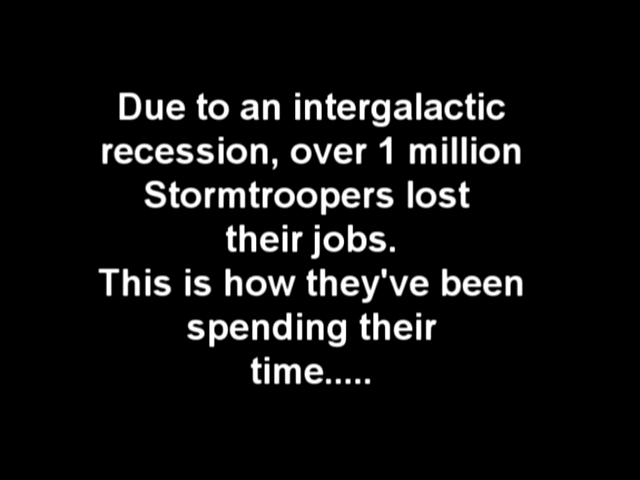 Due to an intergalactic
recession, over 1 million
Stormtroopers lost
their jobs.
This is how they've been
spending their
time.....